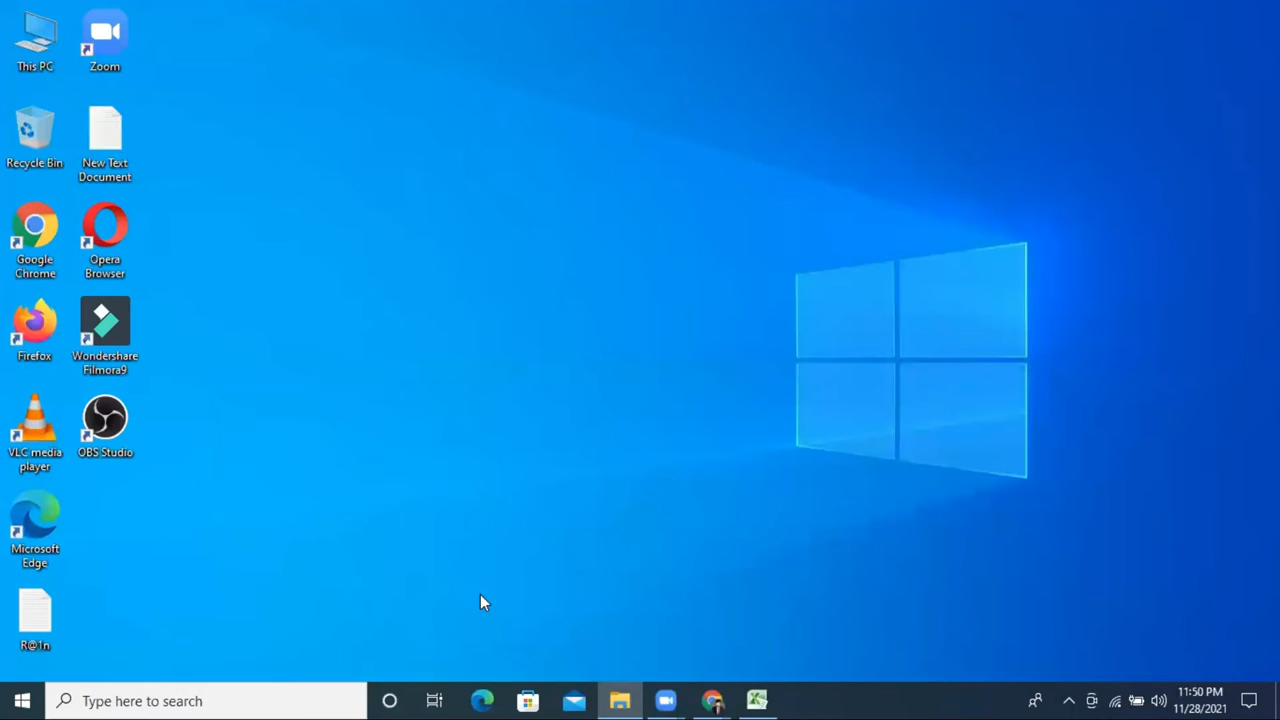 This PC
Zoom
Recycle Bin
New Text
Document
Google
Chrome
Opera
Browser
Firefox
Wondershare
Filmora9
VLC media
player
OBS Studio
Microsoft
Edge
R@1n
Type here to search
11:50 PM
11/28/2021